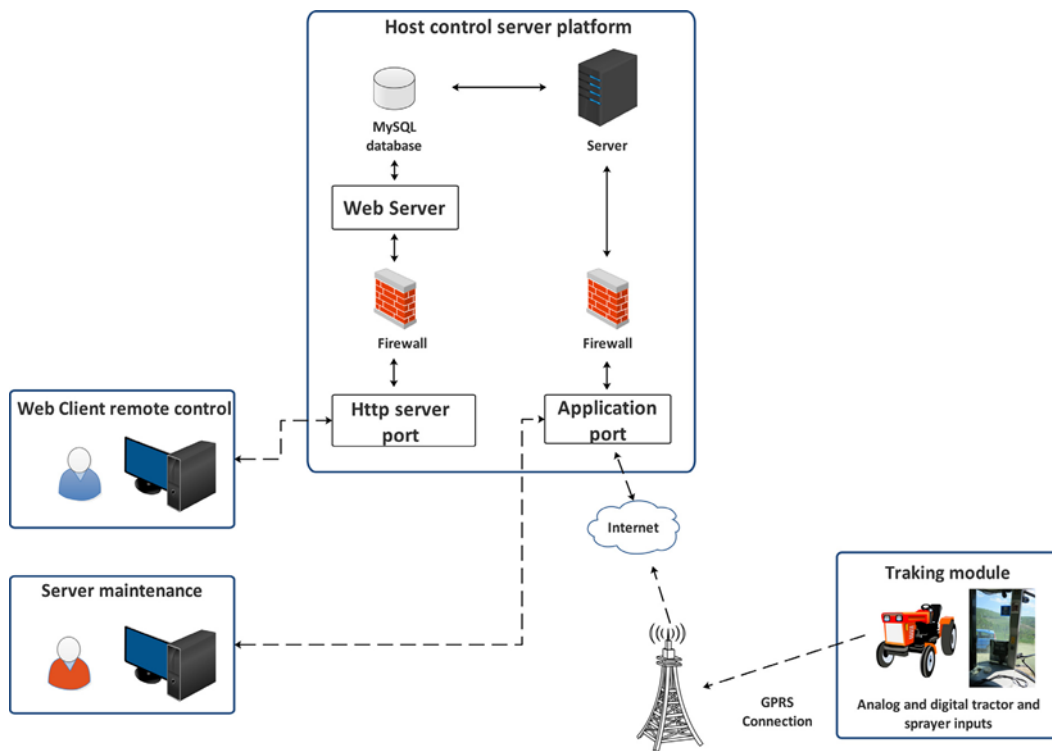 Host control server platform
MySQL
database
Server
Web Server
Firewall
Firewall
Http server
port
Application
port
Web Client remote control
Internet
Server maintenance
Traking module
GPRS
Connection
Analog and digital tractor and
sprayer inputs